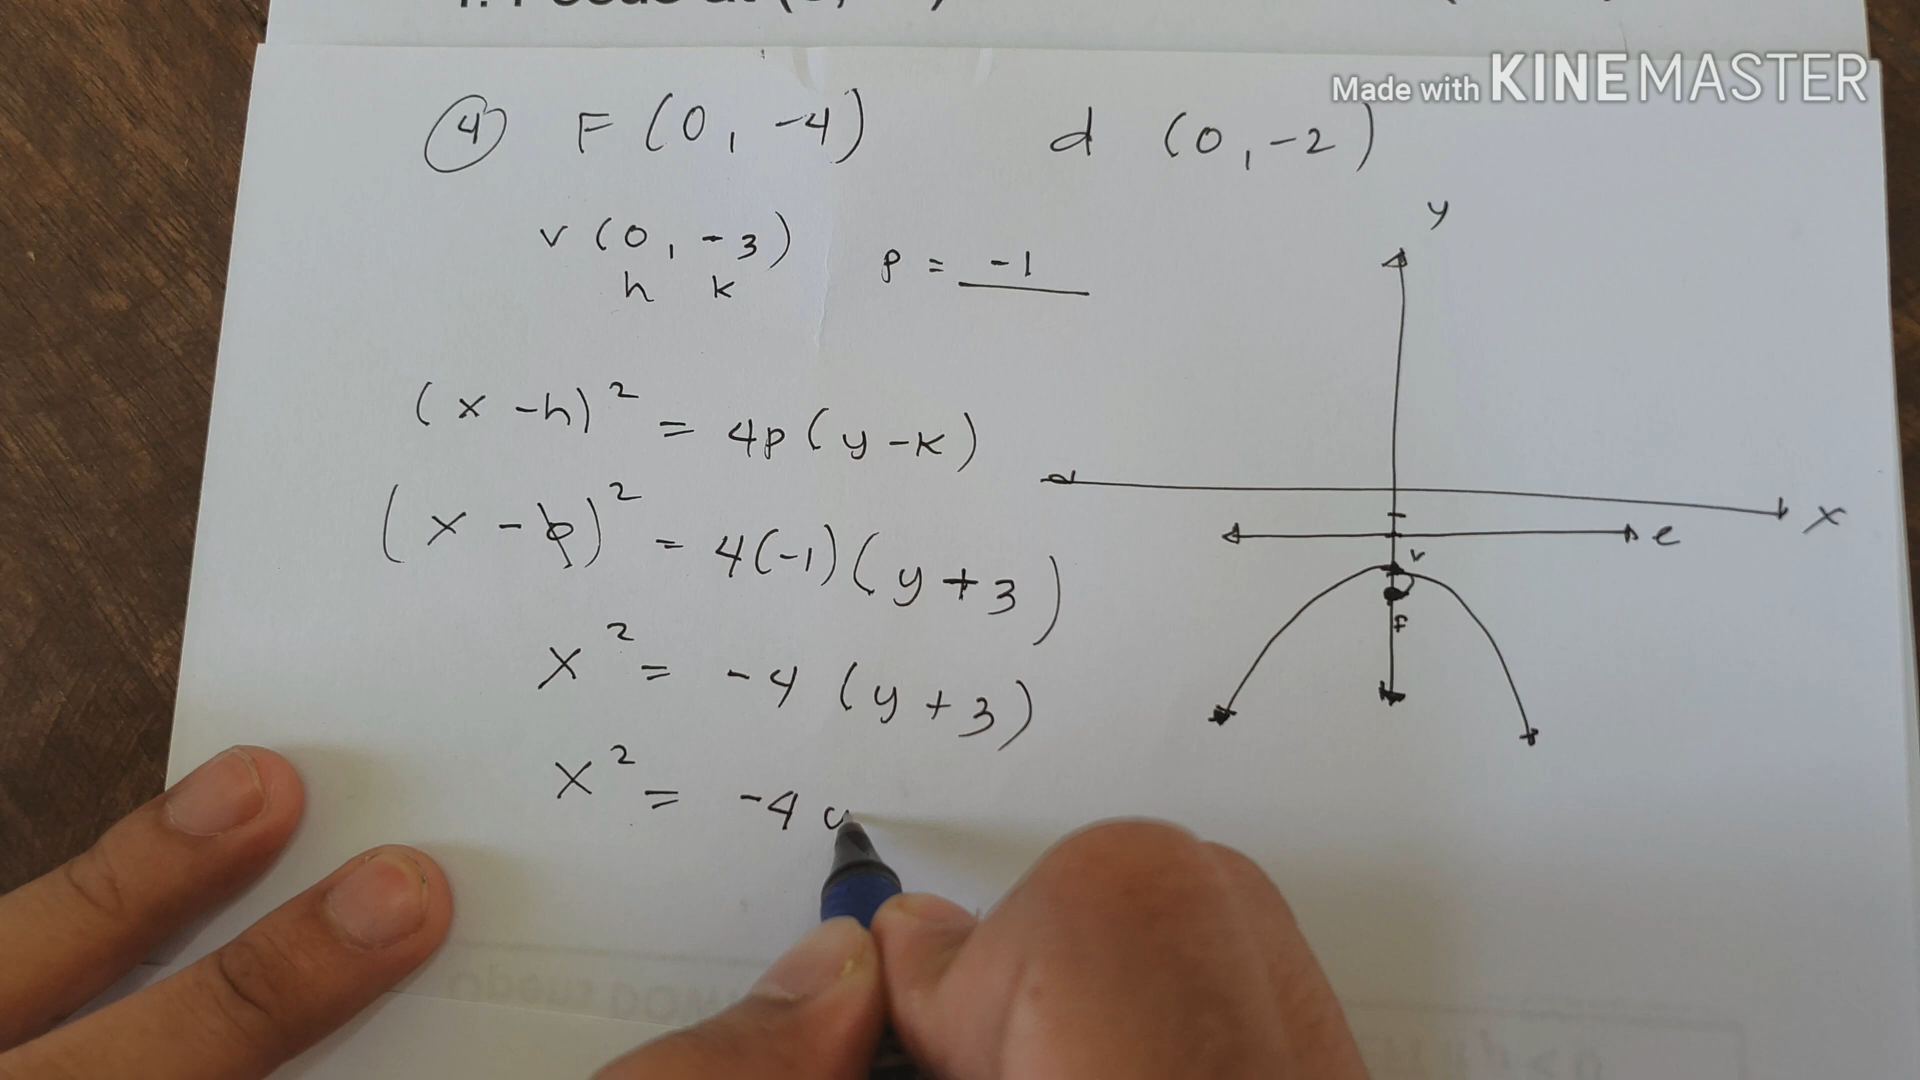 Made with KINEMASTER
④ F (0, -4) d (0, -2)
v (0, -3) P = -1
h k
(x - h)² = 4p (y - k)
(x - 0)² = 4(-1) (y + 3)
x² = -4 (y + 3)
x² = -4
y
x
l
v
F